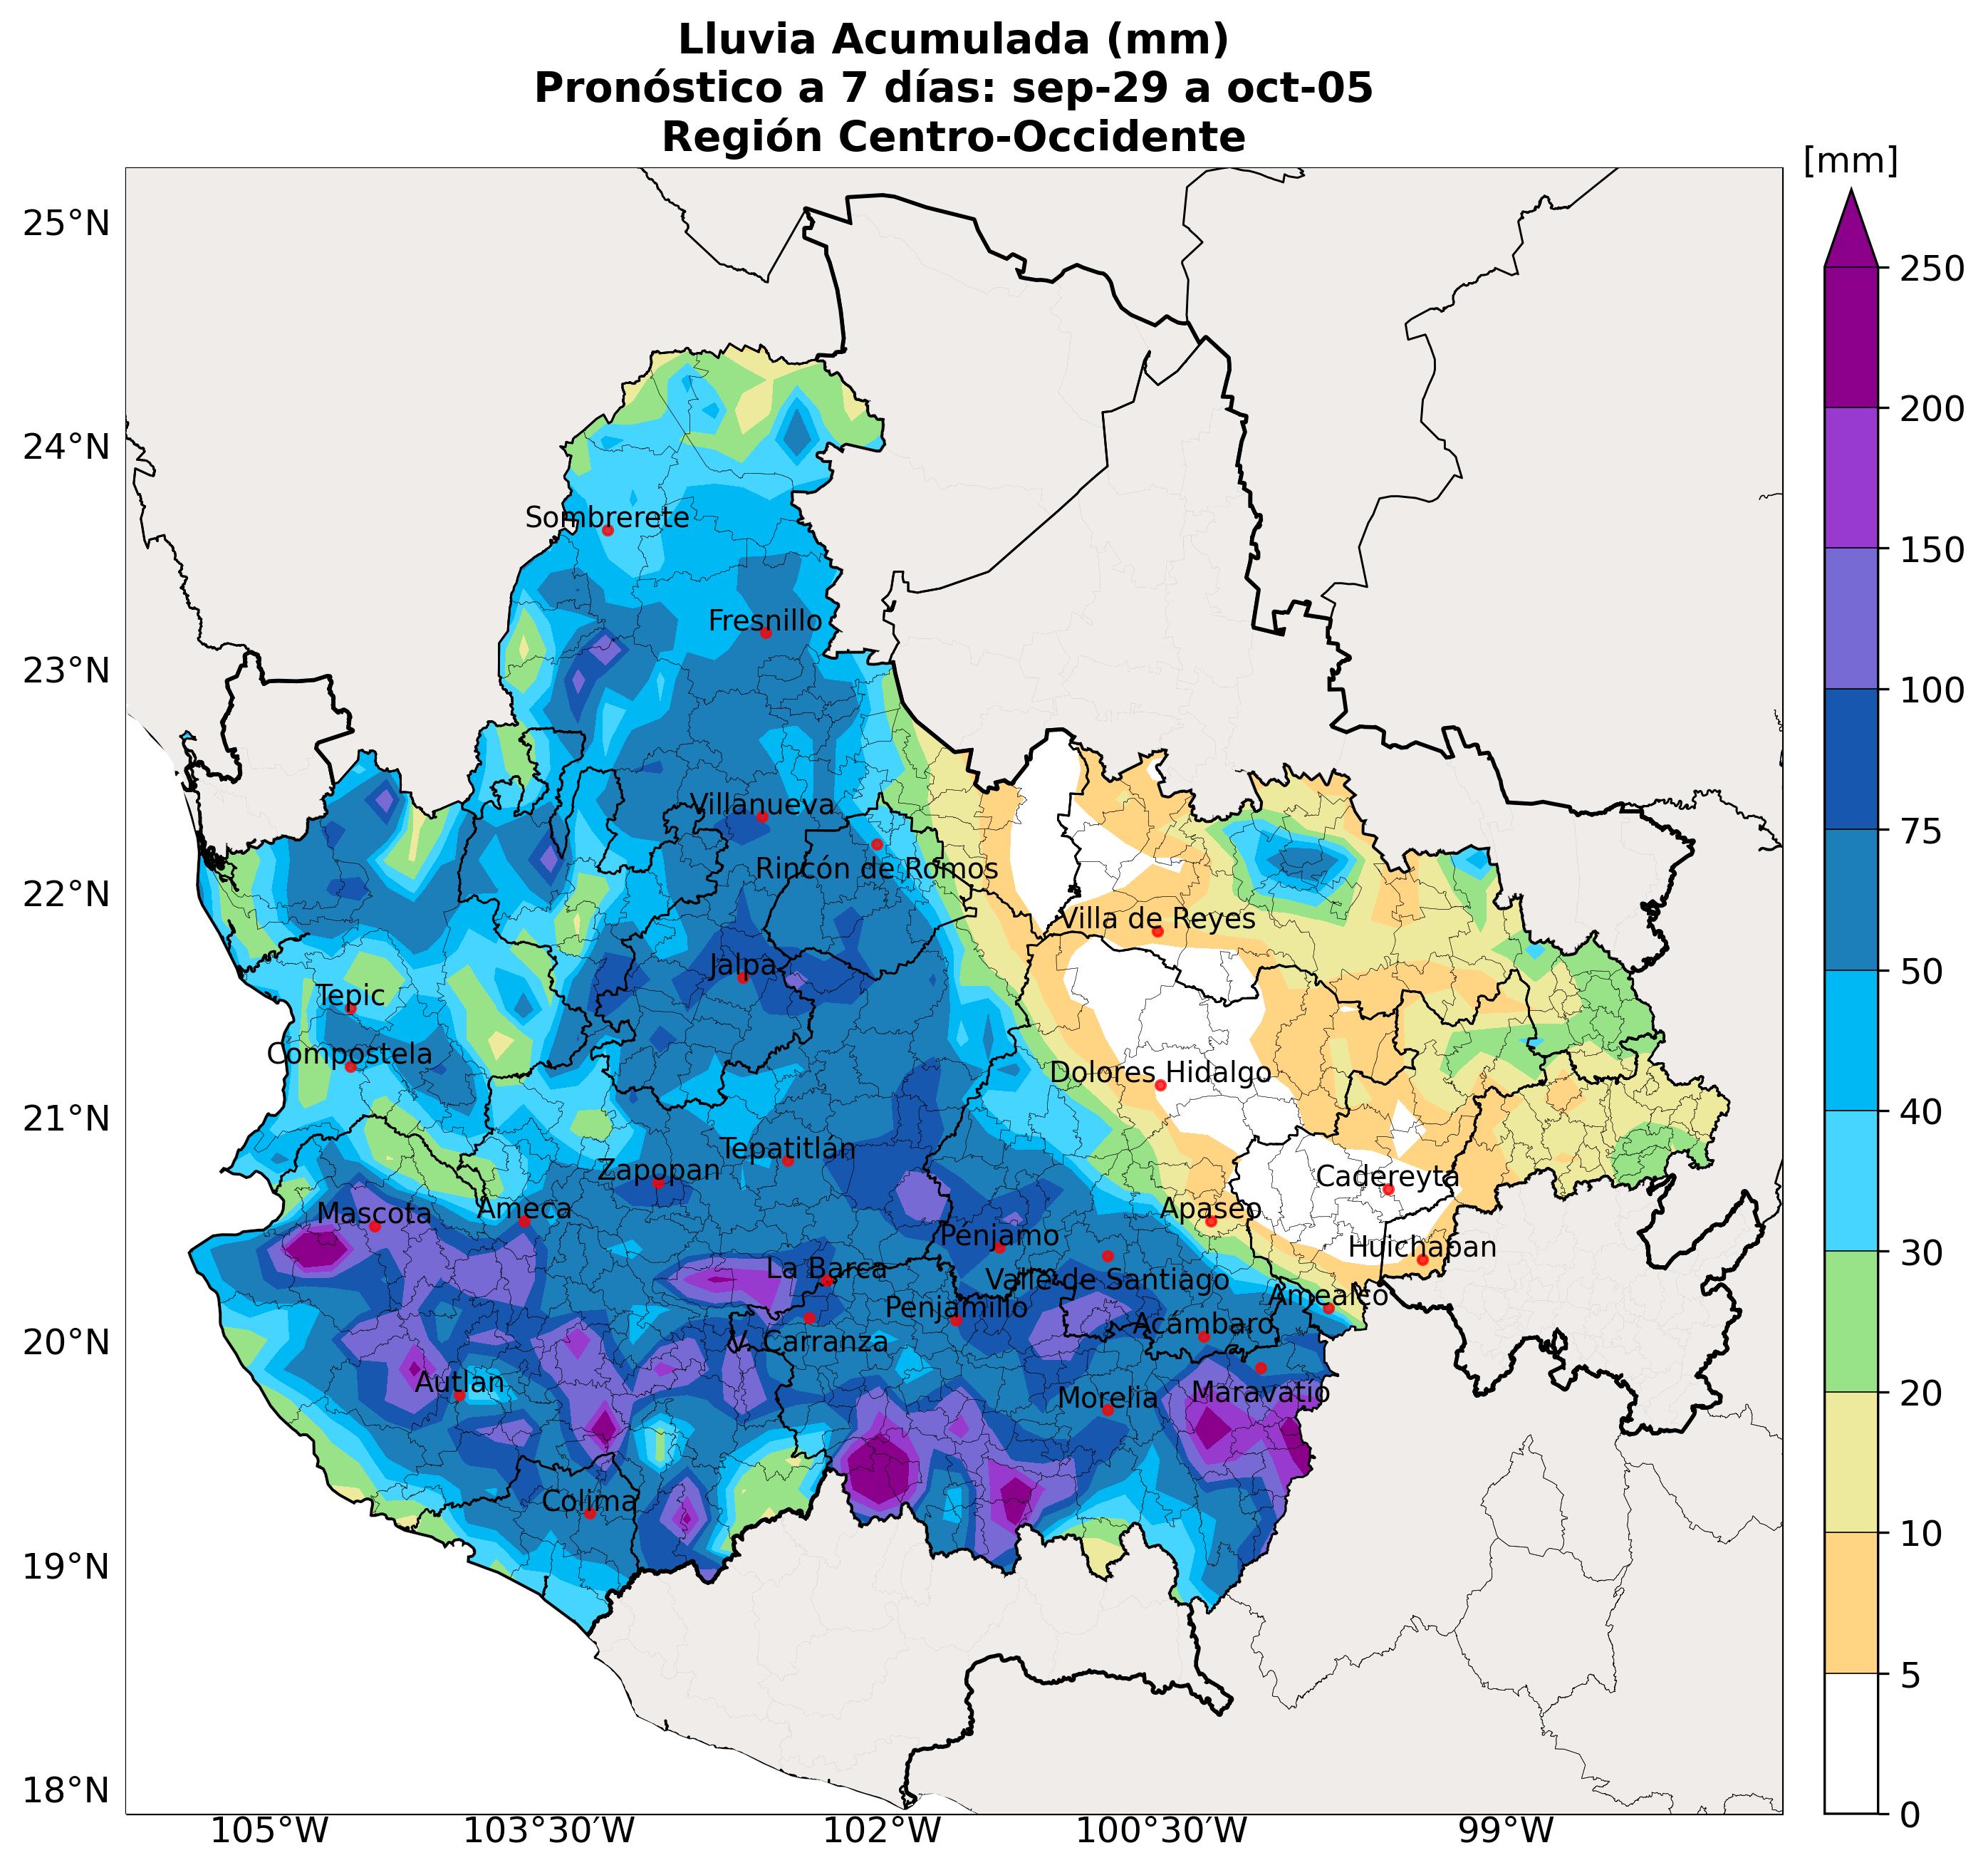 Lluvia Acumulada (mm)
Pronóstico a 7 días: sep-29 a oct-05
Región Centro-Occidente
[mm]
25°N
250
200
24°N
Sombrerete
150
Fresnillo
23°N
100
Villanueva
75
Rincón de Romos
22°N
Villa de Reyes
Jalpa
50
Tepic
Compostela
Dolores Hidalgo
21°N
40
Tepatitlán
Zapopan
Cadereyta
Mascota
Ameca
Apaseo
Penjamo
Huichapan
30
La Barca
Valle de Santiago
Amealco
Penjamillo
Acámbaro
20°N
V. Carranza
Autlan
Morelia
Maravatío
20
Colima
10
19°N
5
18°N
0
105°W
103°30'W
102°W
100°30'W
99°W